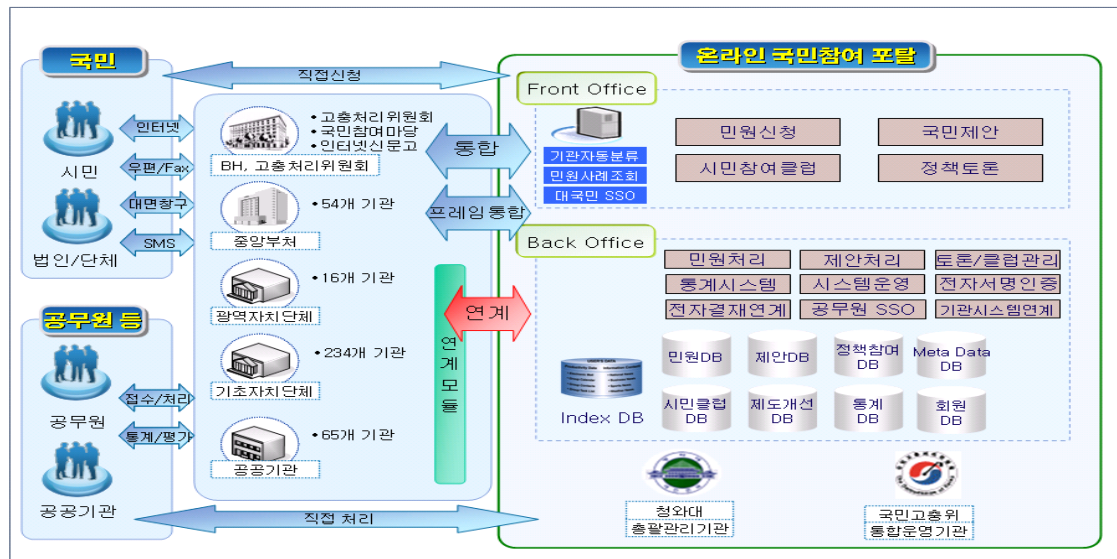 국민
온라인 국민참여 포탈
직접신청
시민
법인/단체
인터넷
우편/Fax
대면창구
SMS
• 고충처리위원회
• 국민참여마당
• 인터넷신문고
BH, 고충처리위원회
• 54개 기관
중앙부처
• 16개 기관
광역자치단체
• 234개 기관
기초자치단체
• 65개 기관
공공기관
연계모듈
통합
프레임통합
연계
공무원 등
공무원
공공기관
접수/처리
통계/평가
직접 처리
Front Office
기관자동분류
민원사례조회
대국민 SSO
민원신청
국민제안
시민참여클럽
정책토론
Back Office
민원처리
제안처리
토론/클럽관리
통계시스템
시스템운영
전자서명인증
전자결재연계
공무원 SSO
기관시스템연계
Index DB
민원DB
제안DB
정책참여
DB
Meta Data
DB
시민클럽
DB
제도개선
DB
통계
DB
회원
DB
청와대
총괄관리기관
국민고충위
통합운영기관